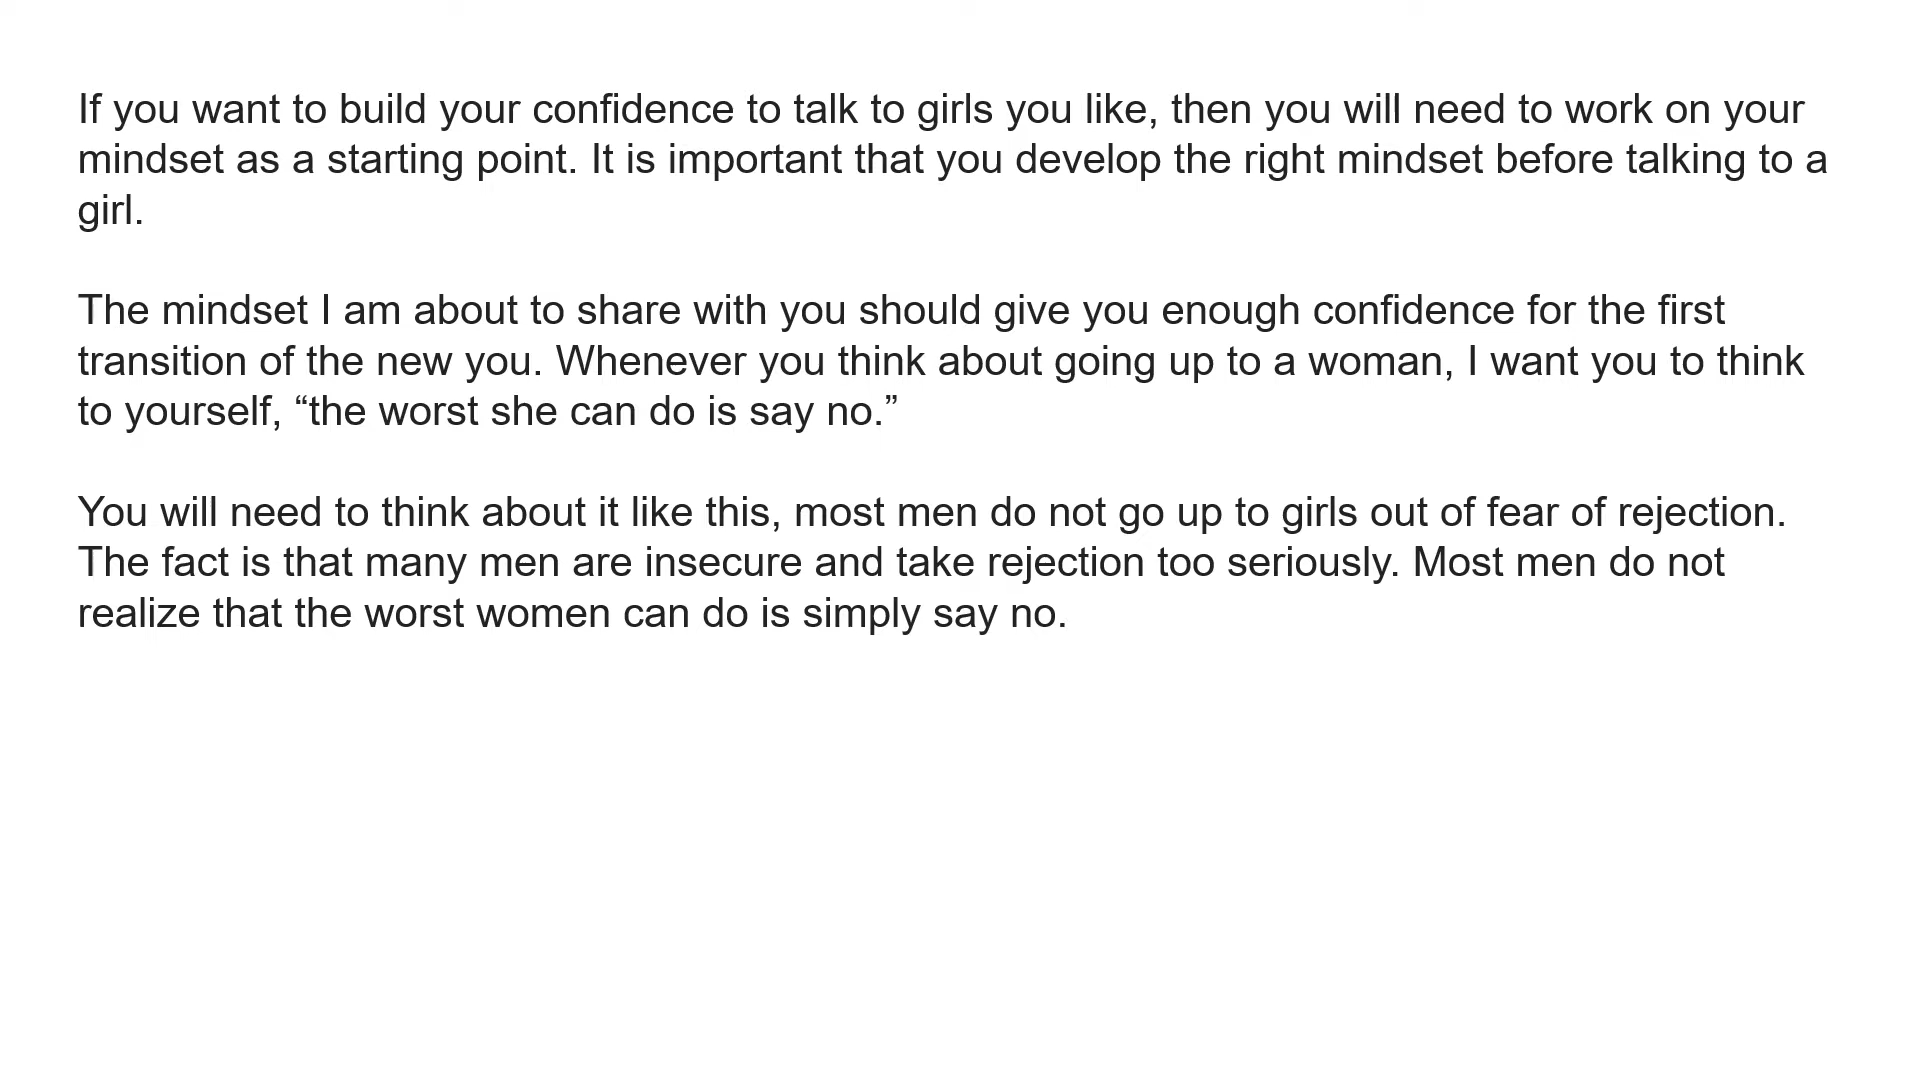 If you want to build your confidence to talk to girls you like, then you will need to work on your
mindset as a starting point. It is important that you develop the right mindset before talking to a
girl.
The mindset I am about to share with you should give you enough confidence for the first
transition of the new you. Whenever you think about going up to a woman, I want you to think
to yourself, “the worst she can do is say no.”
You will need to think about it like this, most men do not go up to girls out of fear of rejection.
The fact is that many men are insecure and take rejection too seriously. Most men do not
realize that the worst women can do is simply say no.